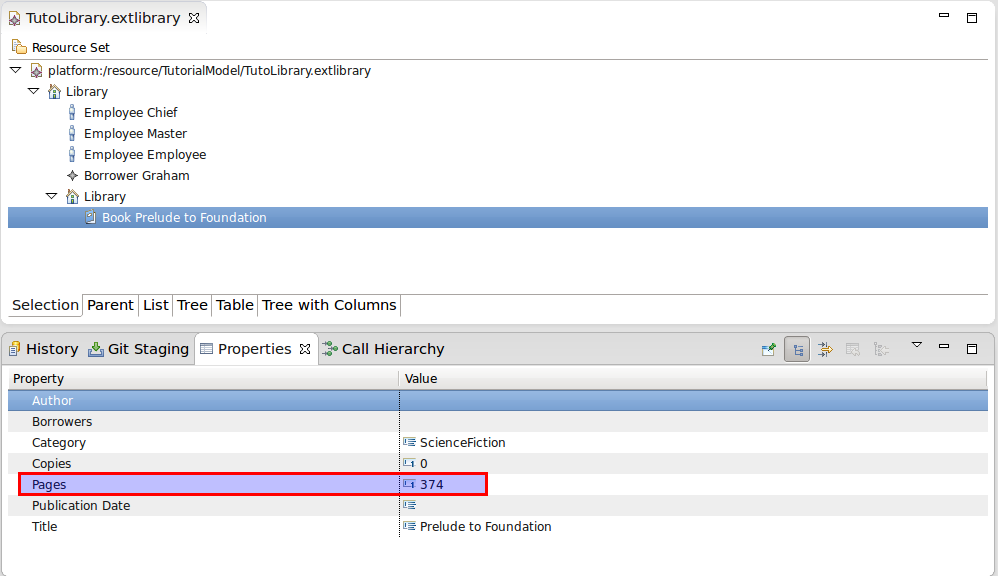 TutoLibrary.extlibrary
Resource Set
platform:/resource/TutorialModel/TutoLibrary.extlibrary
Library
Employee Chief
Employee Master
Employee Employee
Borrower Graham
Library
Book Prelude to Foundation
Selection Parent List Tree Table Tree with Columns
History Git Staging Properties Call Hierarchy
Property Value
Author
Borrowers
Category ScienceFiction
Copies 0
Pages 374
Publication Date
Title Prelude to Foundation